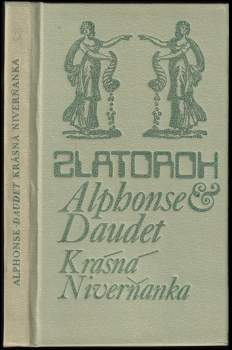 ALPHONSE DAUDET KRÁSNÁ NIVERŇANKA
ZLATOROH
Alphonse &
Daudet
Krásná
Niverňanka